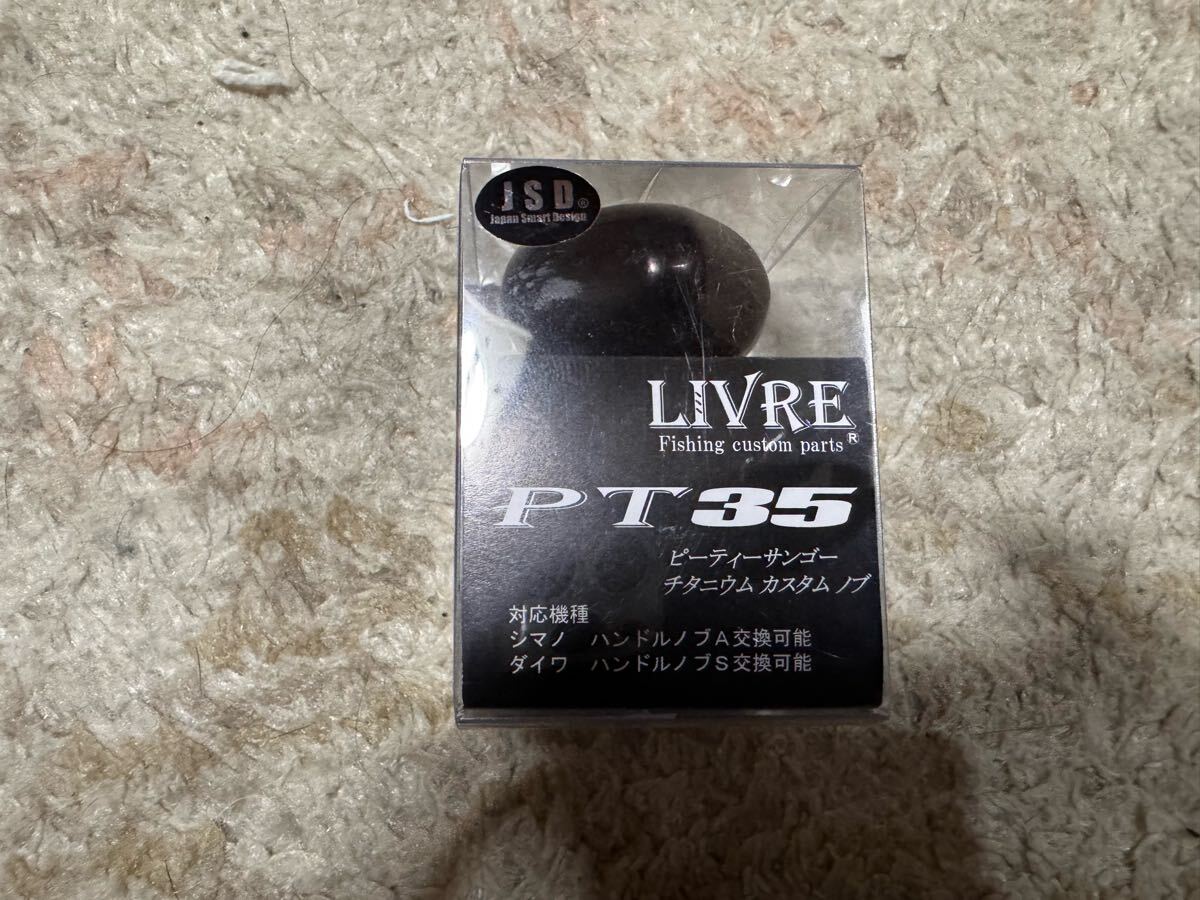 JSD®
Japan Smart Design
LIVRE
Fishing custom parts®
PT35
ピーティーサンゴー
チタニウム カスタム ノブ
対応機種
シマノ ハンドルノブA交換可能
ダイワ ハンドルノブS交換可能